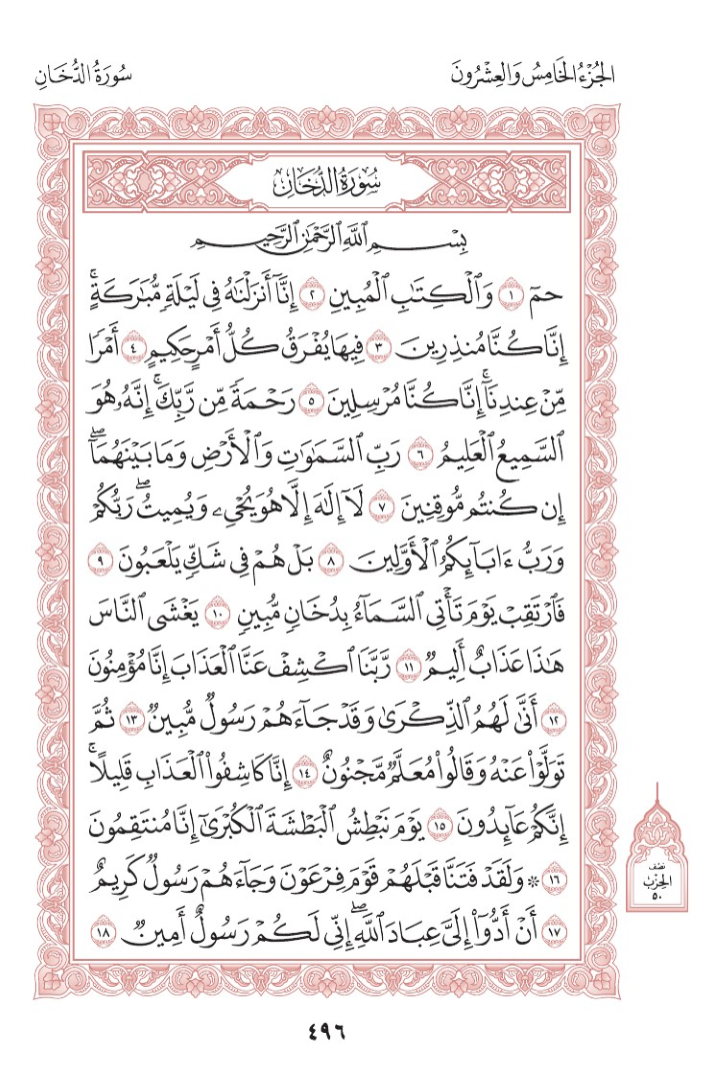 الجُزْءُ الخَامِسُ وَالعِشْرُونَ
سُورَةُ الدُّخَانِ
سُورَةُ الدُّخَانِ
بِسْمِ ٱللَّهِ ٱلرَّحْمَٰنِ ٱلرَّحِيمِ
حمٓ ١ وَٱلْكِتَٰبِ ٱلْمُبِينِ ٢ إِنَّآ أَنزَلْنَٰهُ فِى لَيْلَةٍ مُّبَٰرَكَةٍۚ
إِنَّا كُنَّا مُنذِرِينَ ٣ فِيهَا يُفْرَقُ كُلُّ أَمْرٍ حَكِيمٍ ٤ أَمْرًا
مِّنْ عِندِنَآۚ إِنَّا كُنَّا مُرْسِلِينَ ٥ رَحْمَةً مِّن رَّبِّكَۚ إِنَّهُۥ هُوَ
ٱلسَّمِيعُ ٱلْعَلِيمُ ٦ رَبِّ ٱلسَّمَٰوَٰتِ وَٱلْأَرْضِ وَمَا بَيْنَهُمَآۖ
إِن كُنتُم مُّوقِنِينَ ٧ لَآ إِلَٰهَ إِلَّا هُوَ يُحْىِۦ وَيُمِيتُۖ رَبُّكُمْ
وَرَبُّ ءَابَآئِكُمُ ٱلْأَوَّلِينَ ٨ بَلْ هُمْ فِى شَكٍّ يَلْعَبُونَ ٩
فَٱرْتَقِبْ يَوْمَ تَأْتِى ٱلسَّمَآءُ بِدُخَانٍ مُّبِينٍ ١٠ يَغْشَى ٱلنَّاسَ
هَٰذَا عَذَابٌ أَلِيمٌ ١١ رَّبَّنَا ٱكْشِفْ عَنَّا ٱلْعَذَابَ إِنَّا مُؤْمِنُونَ
١٢ أَنَّىٰ لَهُمُ ٱلذِّكْرَىٰ وَقَدْ جَآءَهُمْ رَسُولٌ مُّبِينٌ ١٣ ثُمَّ
تَوَلَّوْا۟ عَنْهُ وَقَالُوا۟ مُعَلَّمٌ مَّجْنُونٌ ١٤ إِنَّا كَاشِفُوا۟ ٱلْعَذَابِ قَلِيلًاۚ
إِنَّكُمْ عَآئِدُونَ ١٥ يَوْمَ نَبْطِشُ ٱلْبَطْشَةَ ٱلْكُبْرَىٰٓ إِنَّا مُنتَقِمُونَ
١٦ ۞ وَلَقَدْ فَتَنَّا قَبْلَهُمْ قَوْمَ فِرْعَوْنَ وَجَآءَهُمْ رَسُولٌ كَرِيمٌ
١٧ أَنْ أَدُّوٓا۟ إِلَىَّ عِبَادَ ٱللَّهِۖ إِنِّى لَكُمْ رَسُولٌ أَمِينٌ ١٨
نصف
الحِزْب
٥٠
٤٩٦